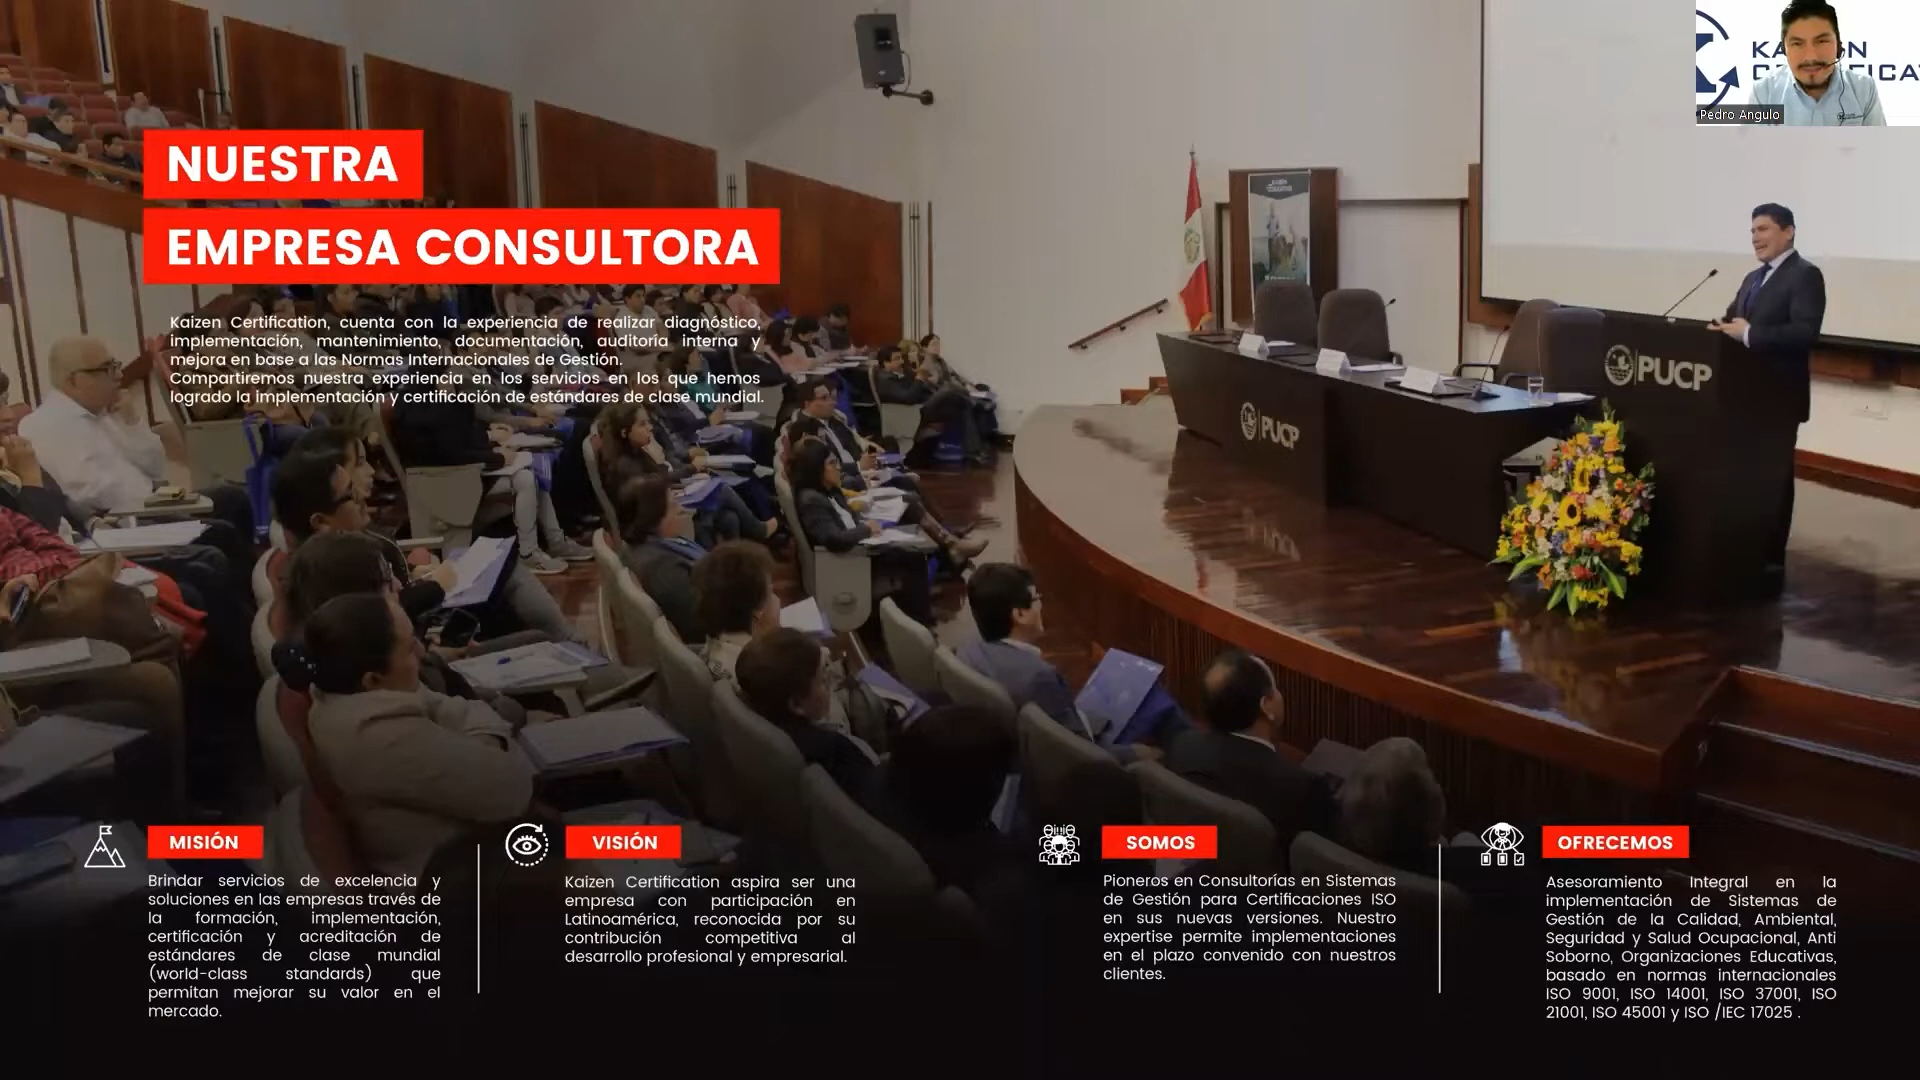 NUESTRA
EMPRESA CONSULTORA
Kaizen Certification, cuenta con la experiencia de realizar diagnóstico,
implementación, mantenimiento, documentación, auditoría interna y
mejora en base a las Normas Internacionales de Gestión.
Compartiremos nuestra experiencia en los servicios en los que hemos
logrado la implementación y certificación de estándares de clase mundial.
Pedro Angulo
PUCP
PUCP
MISIÓN
Brindar servicios de excelencia y
soluciones en las empresas través de
la formación, implementación,
certificación y acreditación de
estándares de clase mundial
(world-class standards) que
permitan mejorar su valor en el
mercado.
VISIÓN
Kaizen Certification aspira ser una
empresa con participación en
Latinoamérica, reconocida por su
contribución competitiva al
desarrollo profesional y empresarial.
SOMOS
Pioneros en Consultorías en Sistemas
de Gestión para Certificaciones ISO
en sus nuevas versiones. Nuestro
expertise permite implementaciones
en el plazo convenido con nuestros
clientes.
OFRECEMOS
Asesoramiento Integral en la
implementación de Sistemas de
Gestión de la Calidad, Ambiental,
Seguridad y Salud Ocupacional, Anti
Soborno, Organizaciones Educativas,
basado en normas internacionales
ISO 9001, ISO 14001, ISO 37001, ISO
21001, ISO 45001 y ISO /IEC 17025 .